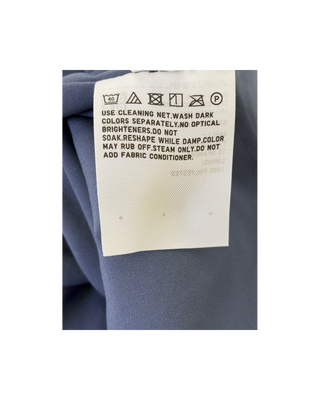 40 P
USE CLEANING NET.WASH DARK
COLORS SEPARATELY.NO OPTICAL
BRIGHTENERS.DO NOT
SOAK.RESHAPE WHILE DAMP.COLOR
MAY RUB OFF.STEAM ONLY.DO NOT
ADD FABRIC CONDITIONER.